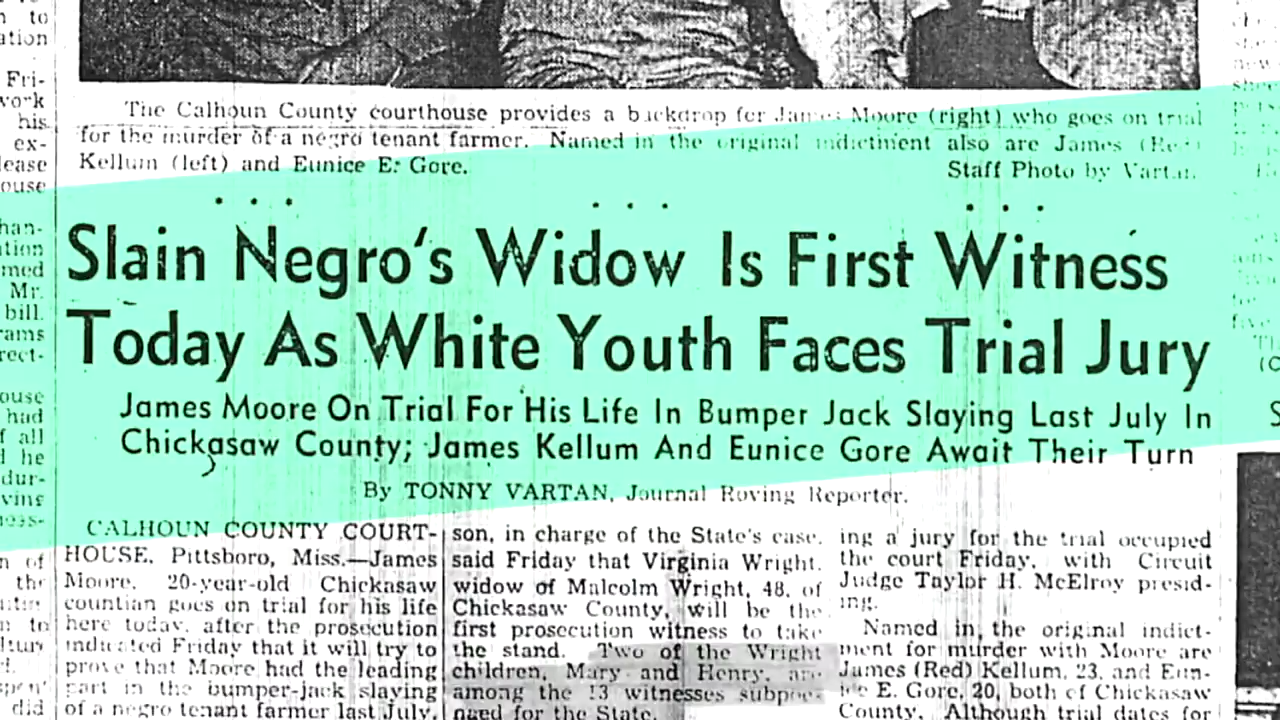 The Calhoun County courthouse provides a backdrop for James Moore (right) who goes on trial
for the murder of a negro tenant farmer. Named in the original indictment also are James (Red)
Kellum (left) and Eunice E. Gore.
Staff Photo by Vartan.
Slain Negro's Widow Is First Witness
Today As White Youth Faces Trial Jury
James Moore On Trial For His Life In Bumper Jack Slaying Last July In
Chickasaw County; James Kellum And Eunice Gore Await Their Turn
By TONNY VARTAN, Journal Roving Reporter.
CALHOUN COUNTY COURT-
HOUSE, Pittsboro, Miss.—James
Moore, 20-year-old Chickasaw
countian goes on trial for his life
here today, after the prosecution
indicated Friday that it will try to
prove that Moore had the leading
part in the bumper-jack slaying
of a negro tenant farmer last July.
son, in charge of the State's case,
said Friday that Virginia Wright,
widow of Malcolm Wright, 48, of
Chickasaw County, will be the
first prosecution witness to take
the stand. Two of the Wright
children, Mary and Henry, are
among the 13 witnesses subpoe-
naed for the State.
ing a jury for the trial occupied
the court Friday, with Circuit
Judge Taylor H. McElroy presid-
ing.
Named in the original indict-
ment for murder with Moore are
James (Red) Kellum, 23, and Eun-
ice E. Gore, 20, both of Chickasaw
County. Although trial dates for